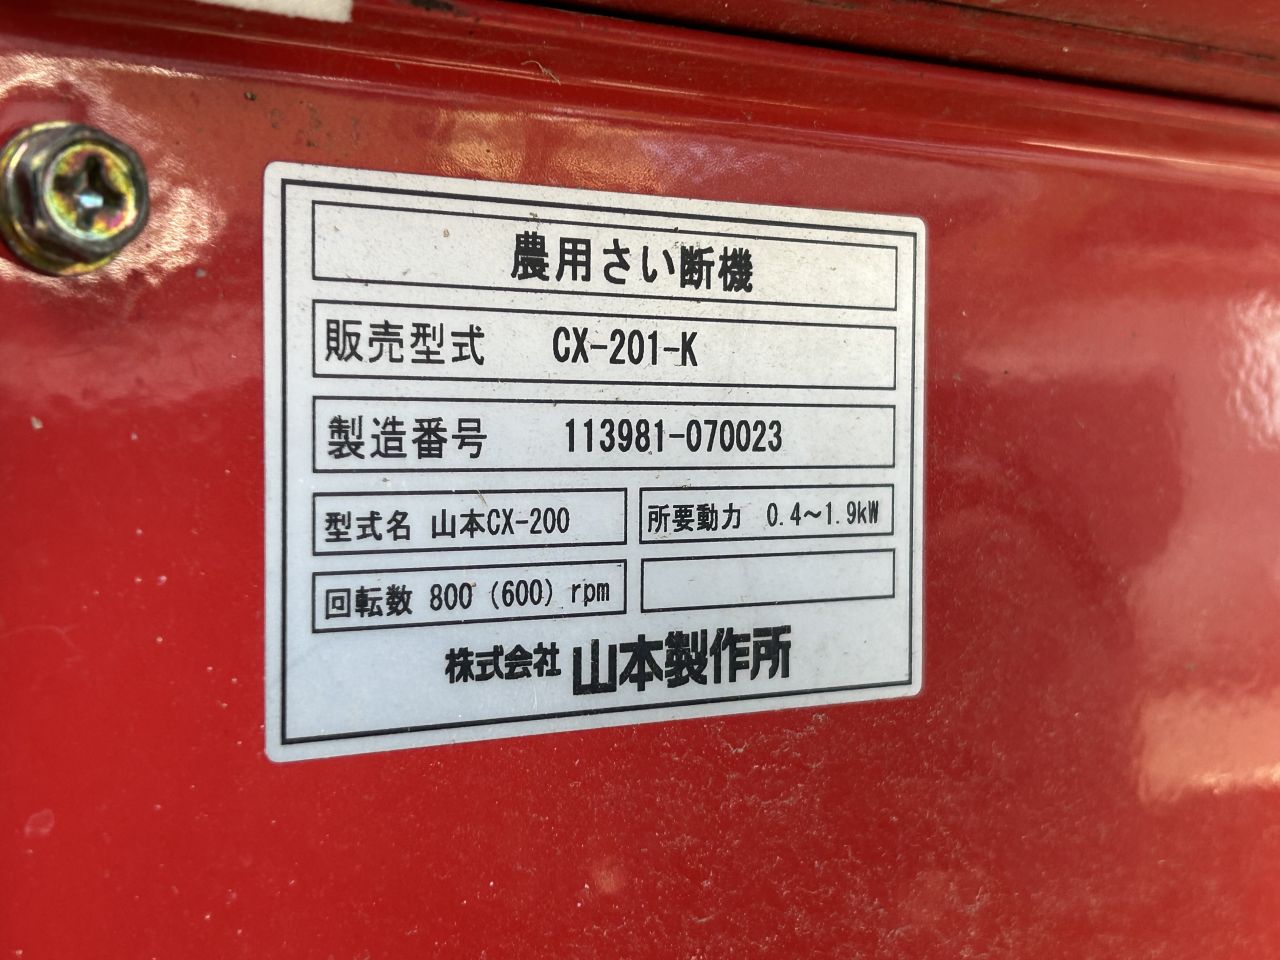 農用さい断機
販売型式 CX-201-K
製造番号 113981-070023
型式名 山本CX-200 所要動力 0.4～1.9kW
回転数 800 (600) rpm
株式会社 山本製作所